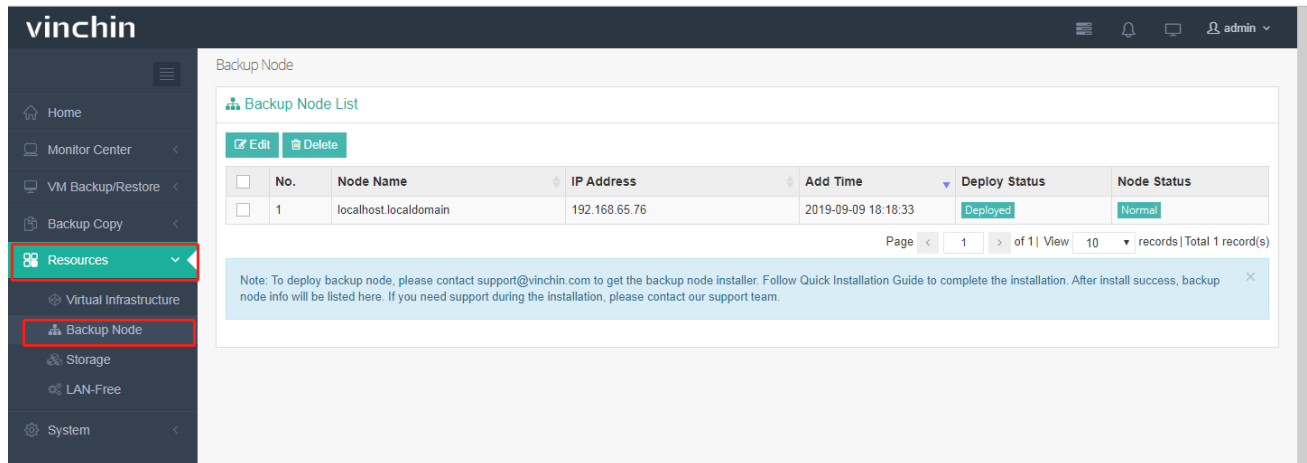 vinchin
admin
Backup Node
Home
Monitor Center
VM Backup/Restore
Backup Copy
Resources
Virtual Infrastructure
Backup Node
Storage
LAN-Free
System
Backup Node List
Edit Delete
No. Node Name IP Address Add Time Deploy Status Node Status
1 localhost.localdomain 192.168.65.76 2019-09-09 18:18:33 Deployed Normal
Page < 1 > of 1| View 10 records|Total 1 record(s)
Note: To deploy backup node, please contact support@vinchin.com to get the backup node installer. Follow Quick Installation Guide to complete the installation. After install success, backup
node info will be listed here. If you need support during the installation, please contact our support team.